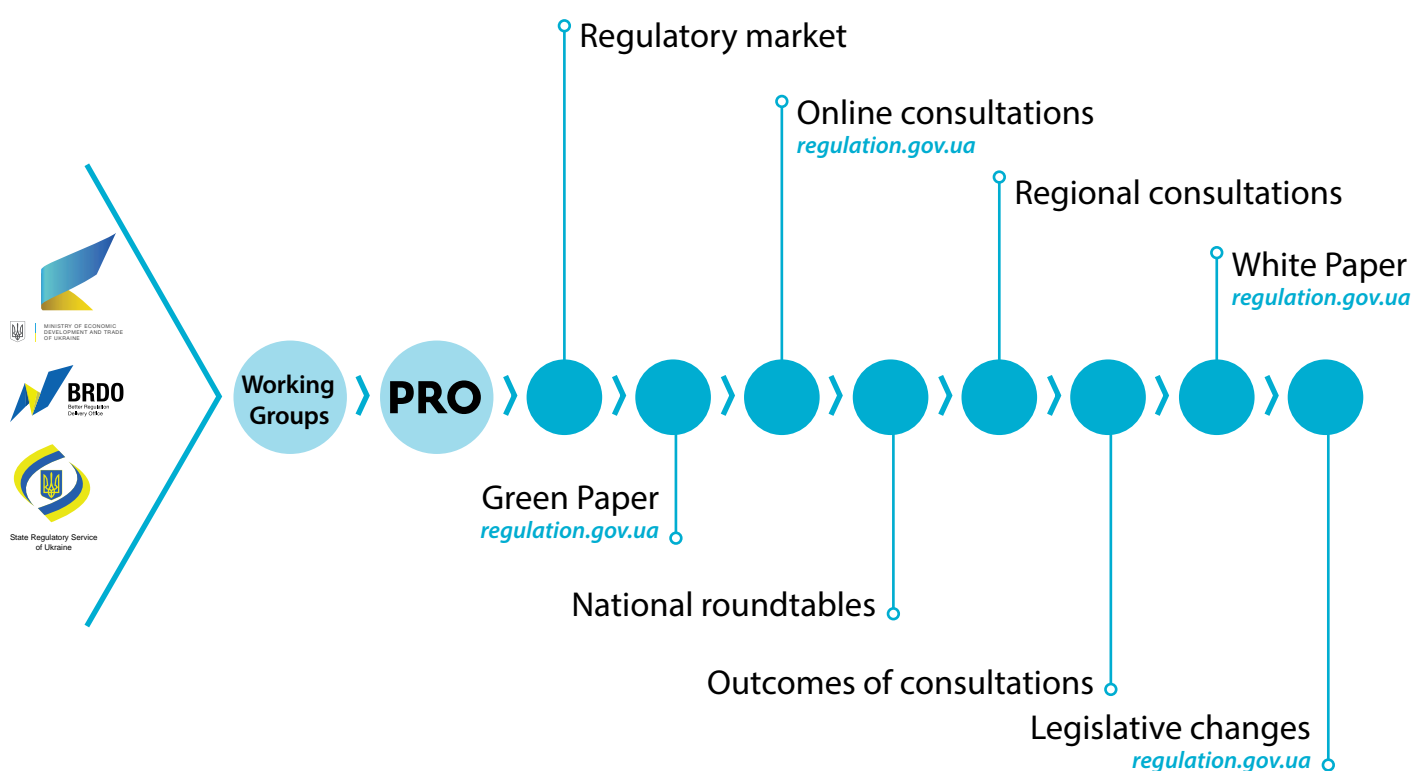 Regulatory market
Online consultations
regulation.gov.ua
Regional consultations
White Paper
regulation.gov.ua
MINISTRY OF ECONOMIC
DEVELOPMENT AND TRADE
OF UKRAINE
BRDO
Better Regulation
Delivery Office
State Regulatory Service
of Ukraine
Working
Groups
PRO
Green Paper
regulation.gov.ua
National roundtables
Outcomes of consultations
Legislative changes
regulation.gov.ua